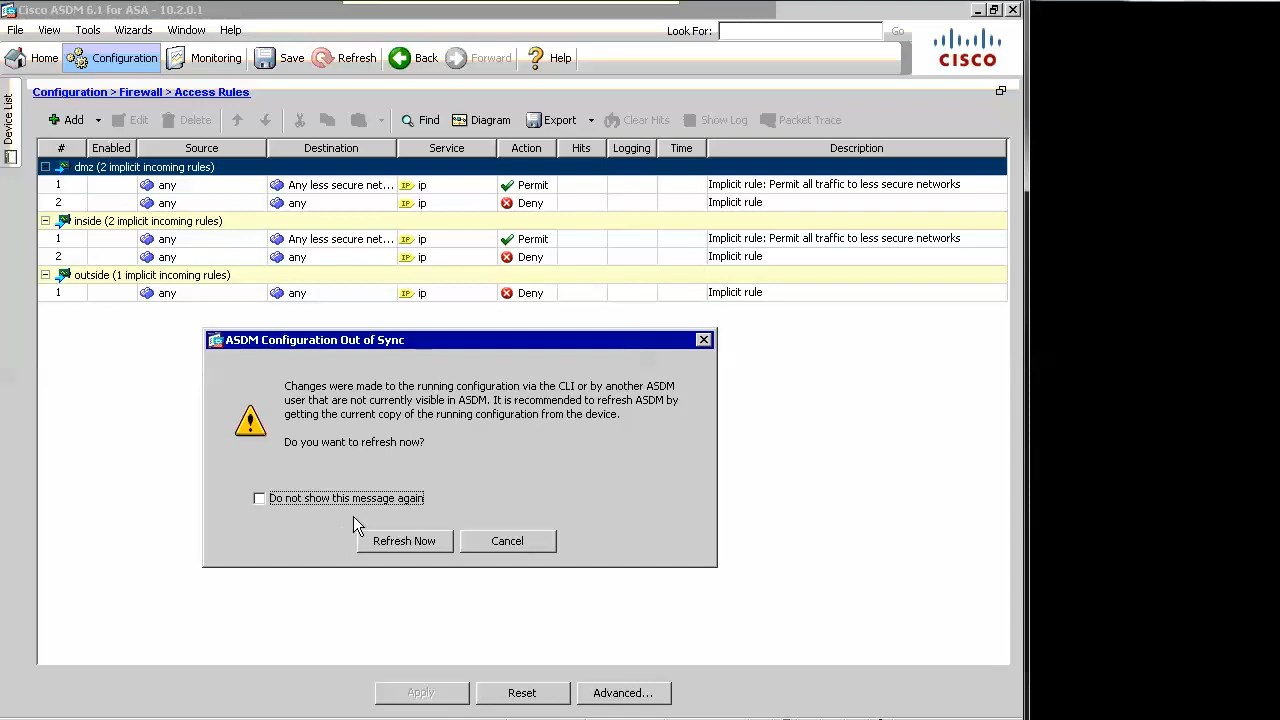 Cisco ASDM 6.1 for ASA - 10.2.0.1
File View Tools Wizards Window Help Look For: Go
Home Configuration Monitoring Save Refresh Back Forward Help
CISCO
Device List
Configuration > Firewall > Access Rules
Add Edit Delete Find Diagram Export Clear Hits Show Log Packet Trace
# Enabled Source Destination Service Action Hits Logging Time Description
dmz (2 implicit incoming rules)
1 any Any less secure net... ip Permit Implicit rule: Permit all traffic to less secure networks
2 any any ip Deny Implicit rule
inside (2 implicit incoming rules)
1 any Any less secure net... ip Permit Implicit rule: Permit all traffic to less secure networks
2 any any ip Deny Implicit rule
outside (1 implicit incoming rules)
1 any any ip Deny Implicit rule
ASDM Configuration Out of Sync
Changes were made to the running configuration via the CLI or by another ASDM
user that are not currently visible in ASDM. It is recommended to refresh ASDM by
getting the current copy of the running configuration from the device.
Do you want to refresh now?
Do not show this message again
Refresh Now Cancel
Apply Reset Advanced...